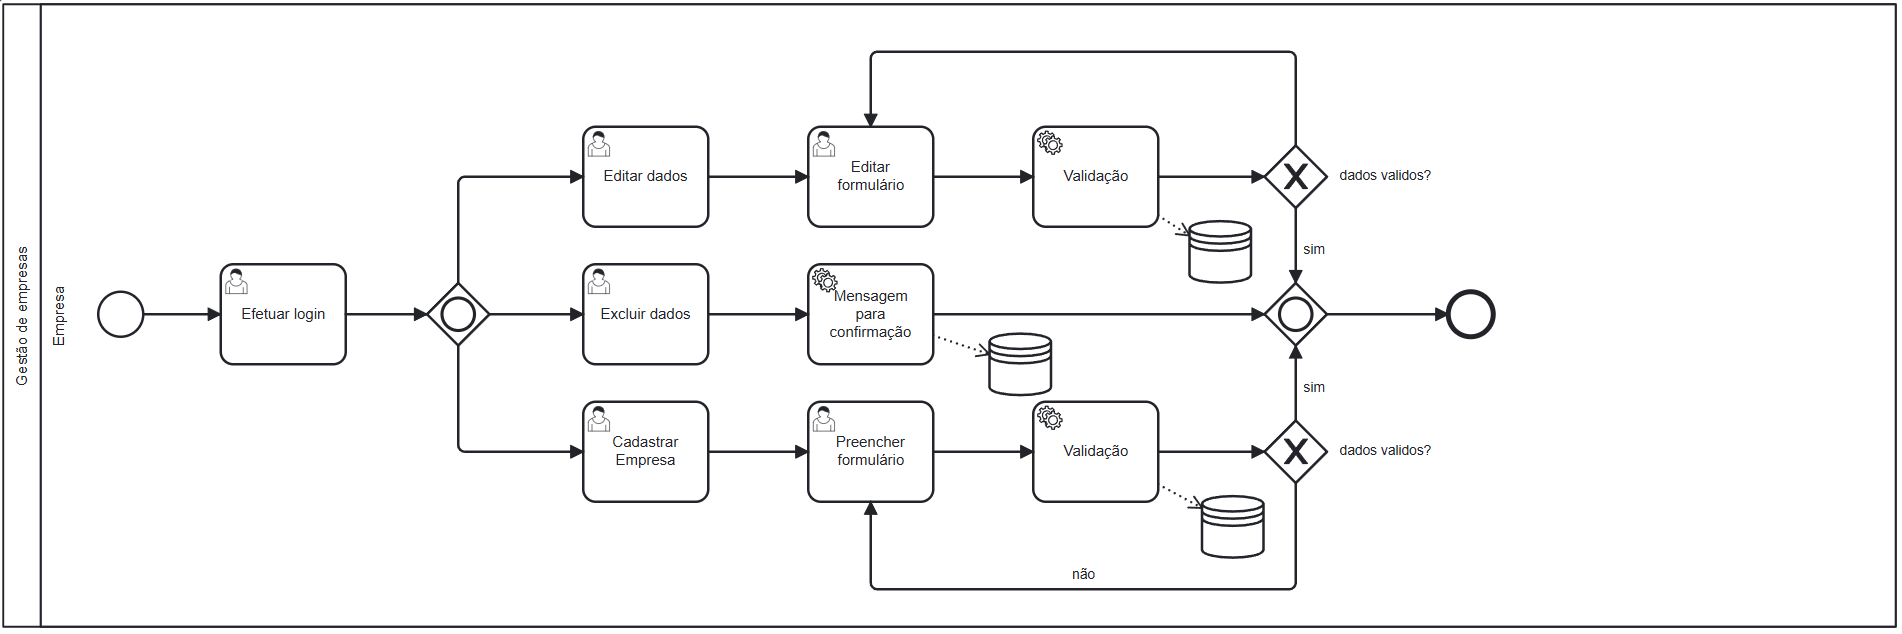 Gestão de empresas
Empresa
Efetuar login
Editar dados
Editar
formulário
Validação
dados validos?
sim
Excluir dados
Mensagem
para
confirmação
sim
Cadastrar
Empresa
Preencher
formulário
Validação
dados validos?
não